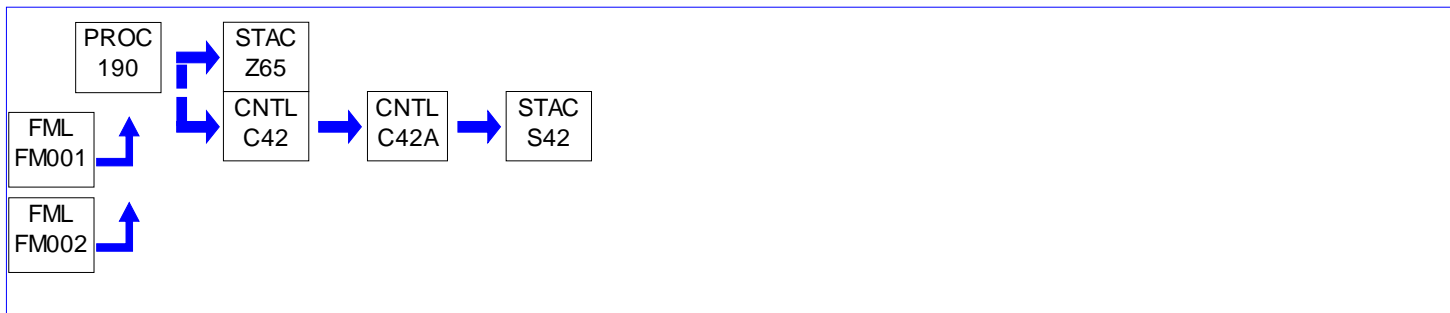 PROC
190
STAC
Z65
CNTL
C42
CNTL
C42A
STAC
S42
FML
FM001
FML
FM002